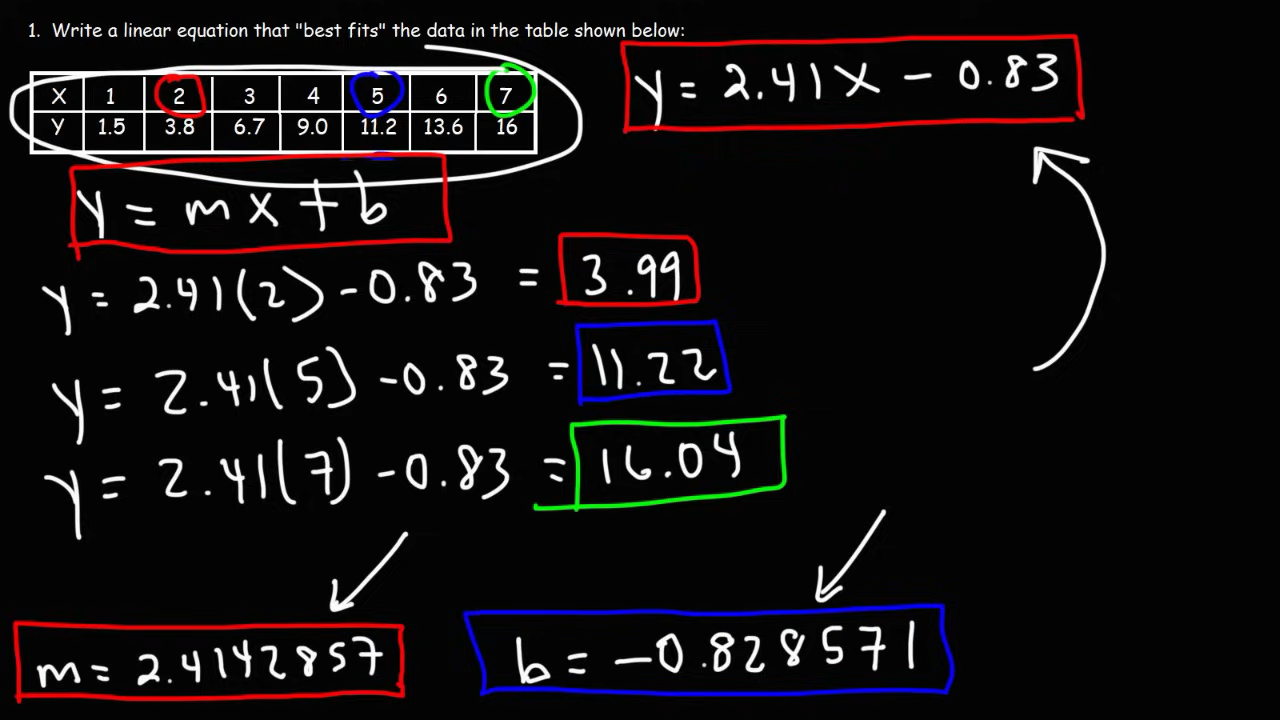 1. Write a linear equation that "best fits" the data in the table shown below:
X 1 2 3 4 5 6 7
Y 1.5 3.8 6.7 9.0 11.2 13.6 16
y = 2.41x - 0.83
y = mx + b
y = 2.41(2) - 0.83 = 3.99
y = 2.41(5) - 0.83 = 11.22
y = 2.41(7) - 0.83 = 16.04
m = 2.4142857
b = -0.828571